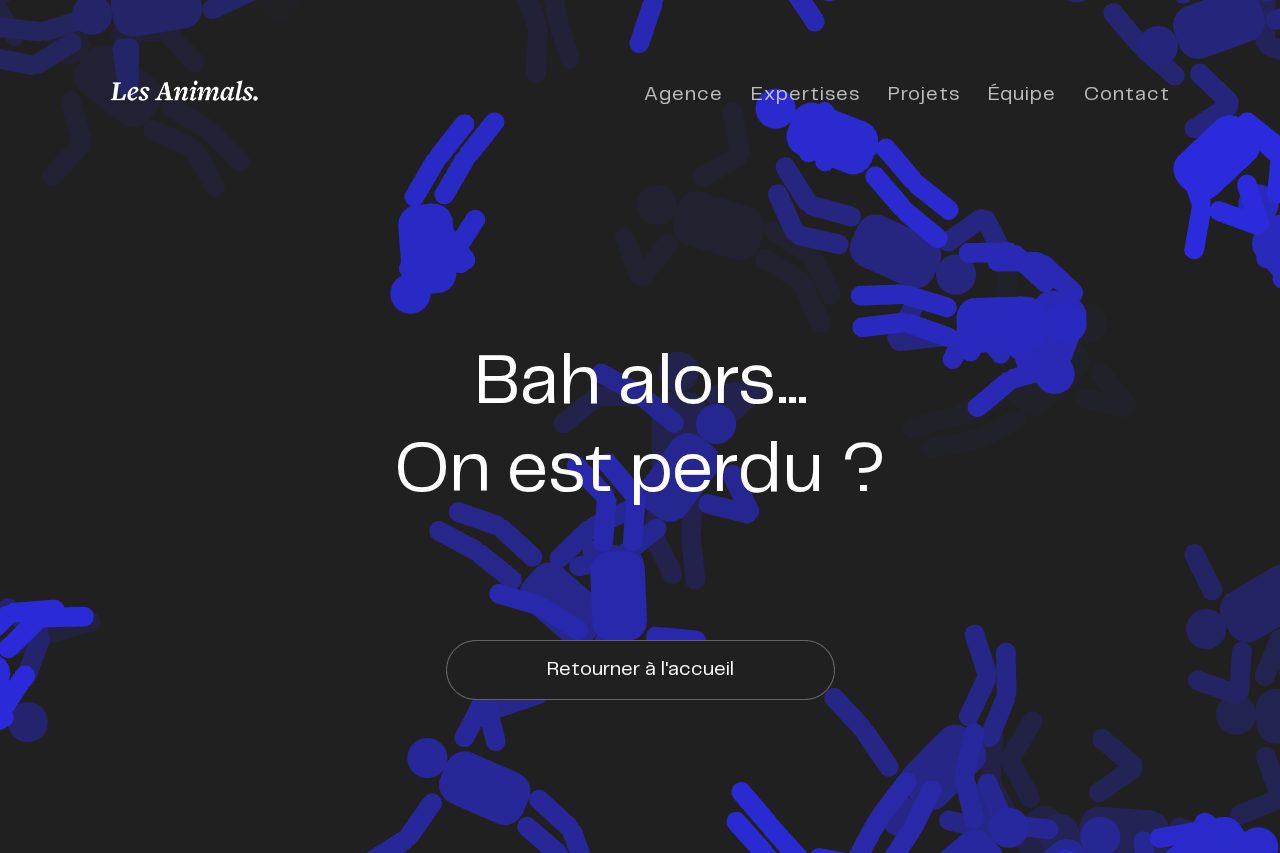 Les Animals.
Agence Expertises Projets Équipe Contact
Bah alors...
On est perdu ?
Retourner à l'accueil